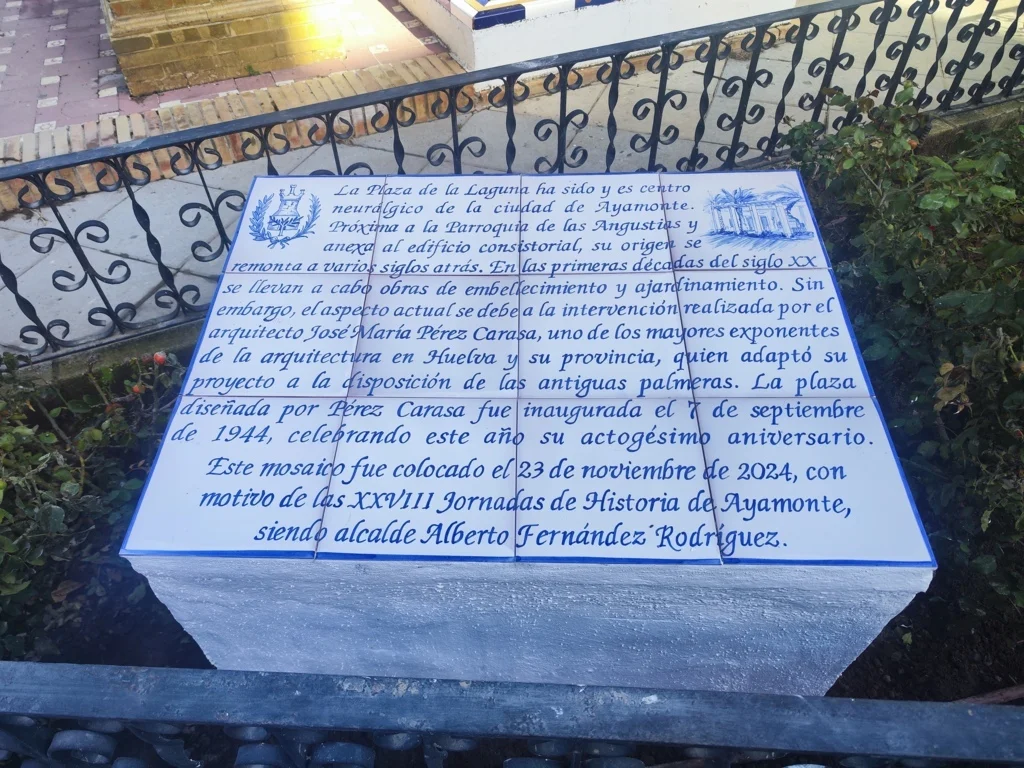 La Plaza de la Laguna ha sido y es centro
neurálgico de la ciudad de Ayamonte.
Próxima a la Parroquia de las Angustias y
anexa al edificio consistorial, su origen se
remonta a varios siglos atrás. En las primeras décadas del siglo XX
se llevan a cabo obras de embellecimiento y ajardinamiento. Sin
embargo, el aspecto actual se debe a la intervención realizada por el
arquitecto José María Pérez Carasa, uno de los mayores exponentes
de la arquitectura en Huelva y su provincia, quien adaptó su
proyecto a la disposición de las antiguas palmeras. La plaza
diseñada por Pérez Carasa fue inaugurada el 7 de septiembre
de 1944, celebrando este año su actogésimo aniversario.
Este mosaico fue colocado el 23 de noviembre de 2024, con
motivo de las XXVIII Jornadas de Historia de Ayamonte,
siendo alcalde Alberto Fernández Rodríguez.